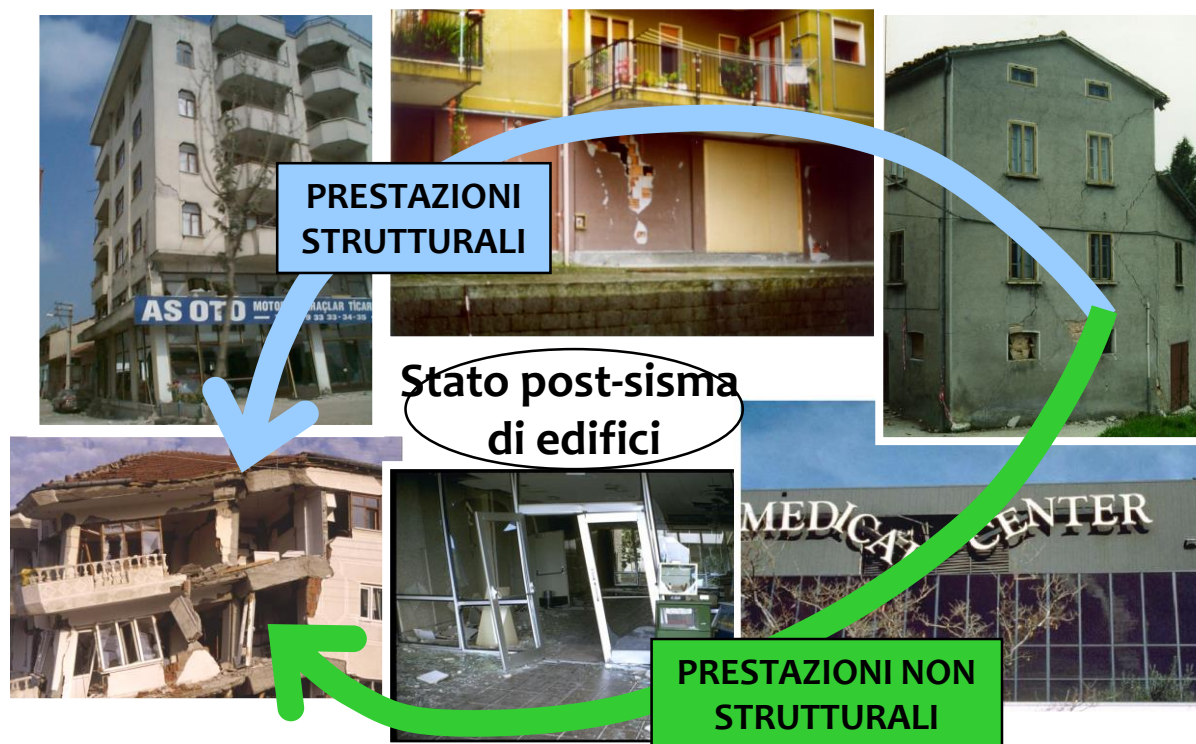 PRESTAZIONI
STRUTTURALI
AS OTO
Stato post-sisma
di edifici
MEDICAL CENTER
PRESTAZIONI NON
STRUTTURALI